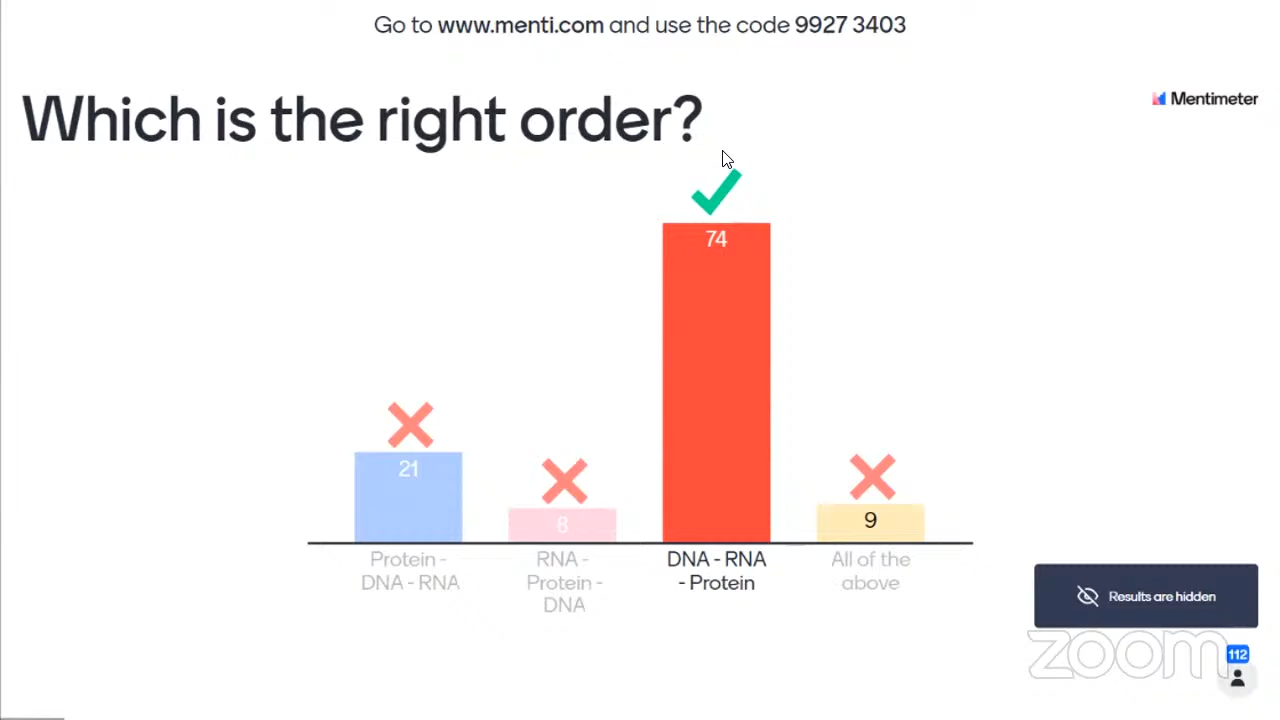 Go to www.menti.com and use the code 9927 3403
Which is the right order?
Mentimeter
74
21
8
9
Protein -
DNA - RNA
RNA -
Protein -
DNA
DNA - RNA
- Protein
All of the
above
Results are hidden
zoom
112